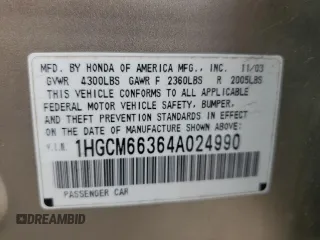 MFD. BY HONDA OF AMERICA MFG., INC. 11/03
GVWR 4300LBS GAWR F 2360LBS R 2005LBS
THIS VEHICLE CONFORMS TO ALL APPLICABLE
FEDERAL MOTOR VEHICLE SAFETY, BUMPER,
AND THEFT PREVENTION STANDARDS IN EFFECT
ON THE DATE OF MANUFACTURE SHOWN ABOVE.
V.I.N. 1HGCM66364A024990
PASSENGER CAR
DREAMBID